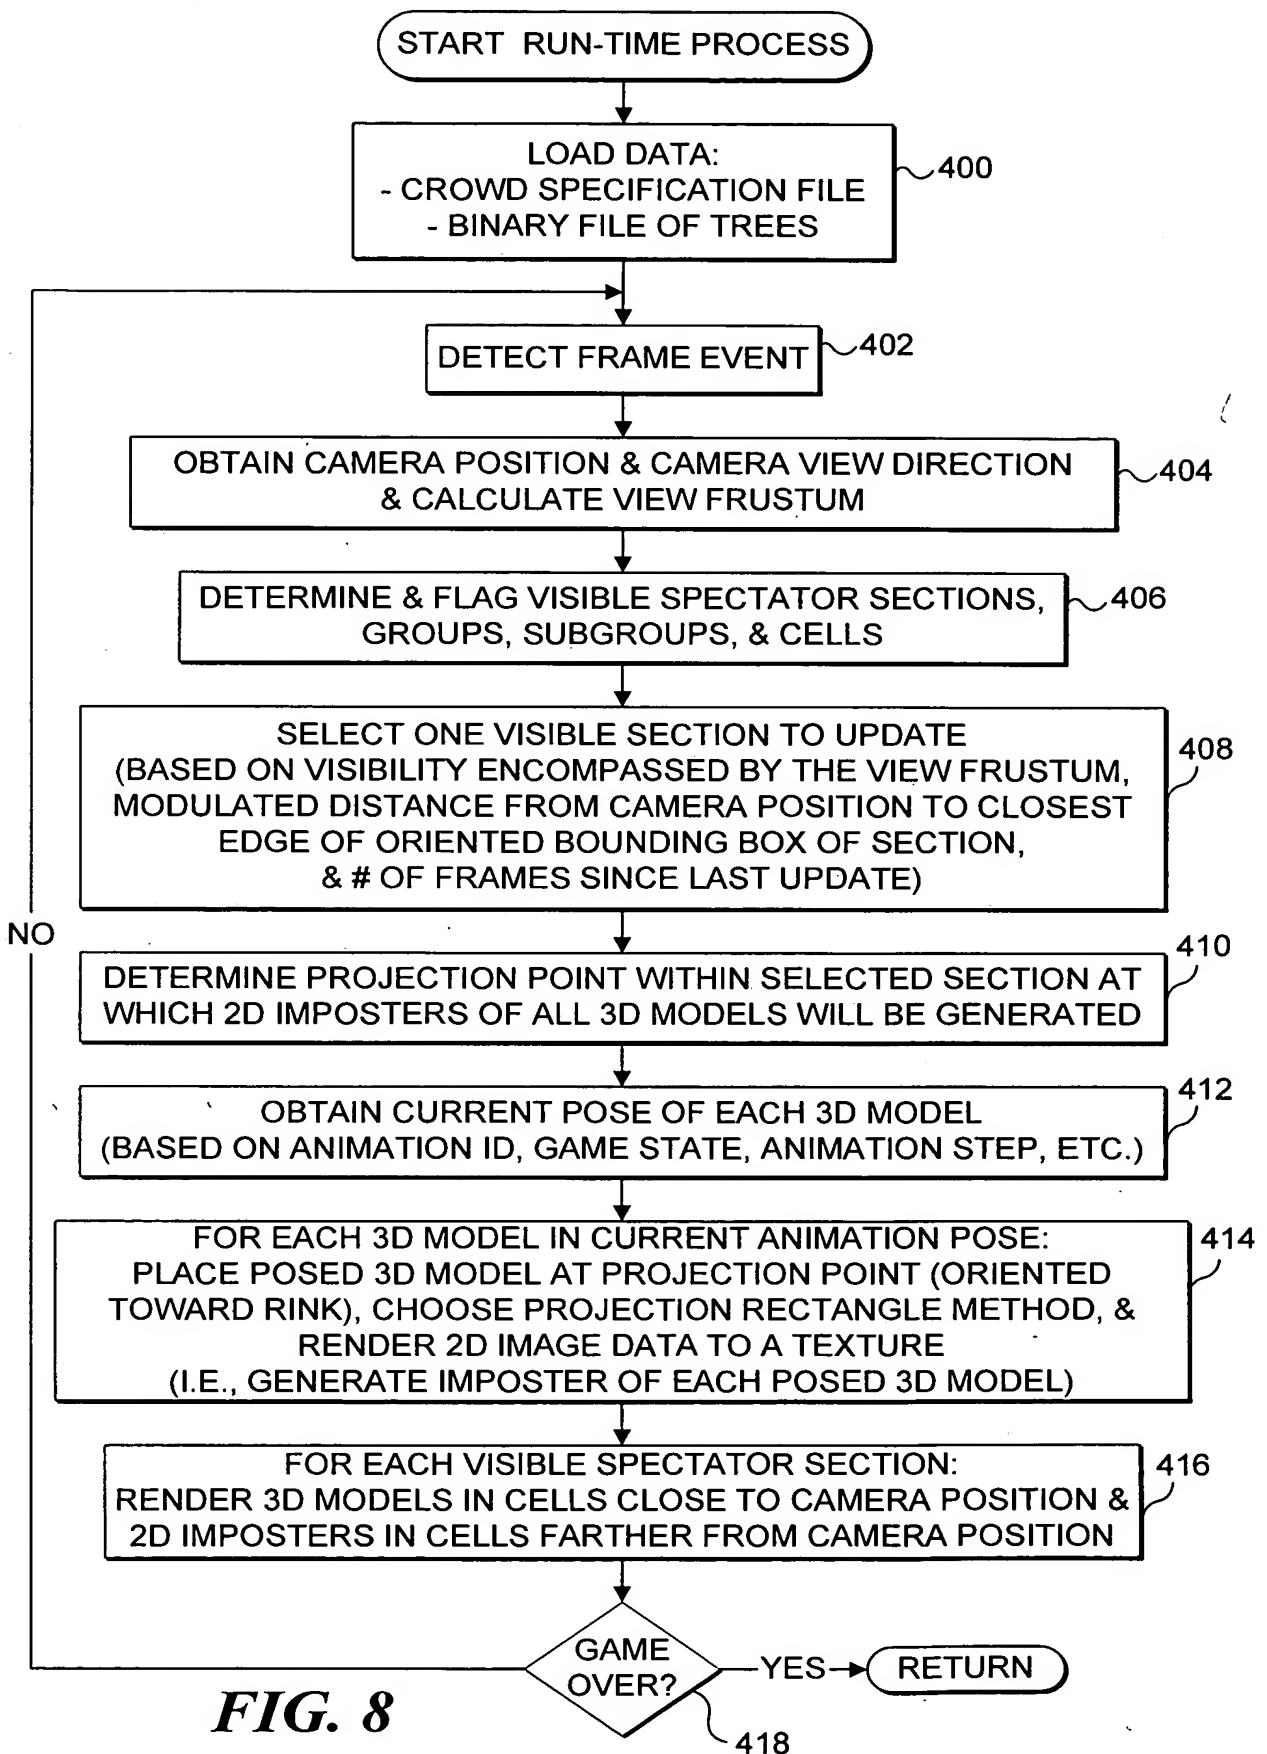 START RUN-TIME PROCESS
LOAD DATA:
- CROWD SPECIFICATION FILE
- BINARY FILE OF TREES
400
DETECT FRAME EVENT
402
OBTAIN CAMERA POSITION & CAMERA VIEW DIRECTION
& CALCULATE VIEW FRUSTUM
404
DETERMINE & FLAG VISIBLE SPECTATOR SECTIONS,
GROUPS, SUBGROUPS, & CELLS
406
SELECT ONE VISIBLE SECTION TO UPDATE
(BASED ON VISIBILITY ENCOMPASSED BY THE VIEW FRUSTUM,
MODULATED DISTANCE FROM CAMERA POSITION TO CLOSEST
EDGE OF ORIENTED BOUNDING BOX OF SECTION,
& # OF FRAMES SINCE LAST UPDATE)
408
NO
DETERMINE PROJECTION POINT WITHIN SELECTED SECTION AT
WHICH 2D IMPOSTERS OF ALL 3D MODELS WILL BE GENERATED
410
OBTAIN CURRENT POSE OF EACH 3D MODEL
(BASED ON ANIMATION ID, GAME STATE, ANIMATION STEP, ETC.)
412
FOR EACH 3D MODEL IN CURRENT ANIMATION POSE:
PLACE POSED 3D MODEL AT PROJECTION POINT (ORIENTED
TOWARD RINK), CHOOSE PROJECTION RECTANGLE METHOD, &
RENDER 2D IMAGE DATA TO A TEXTURE
(I.E., GENERATE IMPOSTER OF EACH POSED 3D MODEL)
414
FOR EACH VISIBLE SPECTATOR SECTION:
RENDER 3D MODELS IN CELLS CLOSE TO CAMERA POSITION &
2D IMPOSTERS IN CELLS FARTHER FROM CAMERA POSITION
416
GAME
OVER?
YES
RETURN
418
FIG. 8